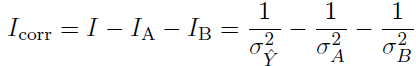 I_corr = I − I_A − I_B = 1/σ²_Ŷ − 1/σ²_A − 1/σ²_B